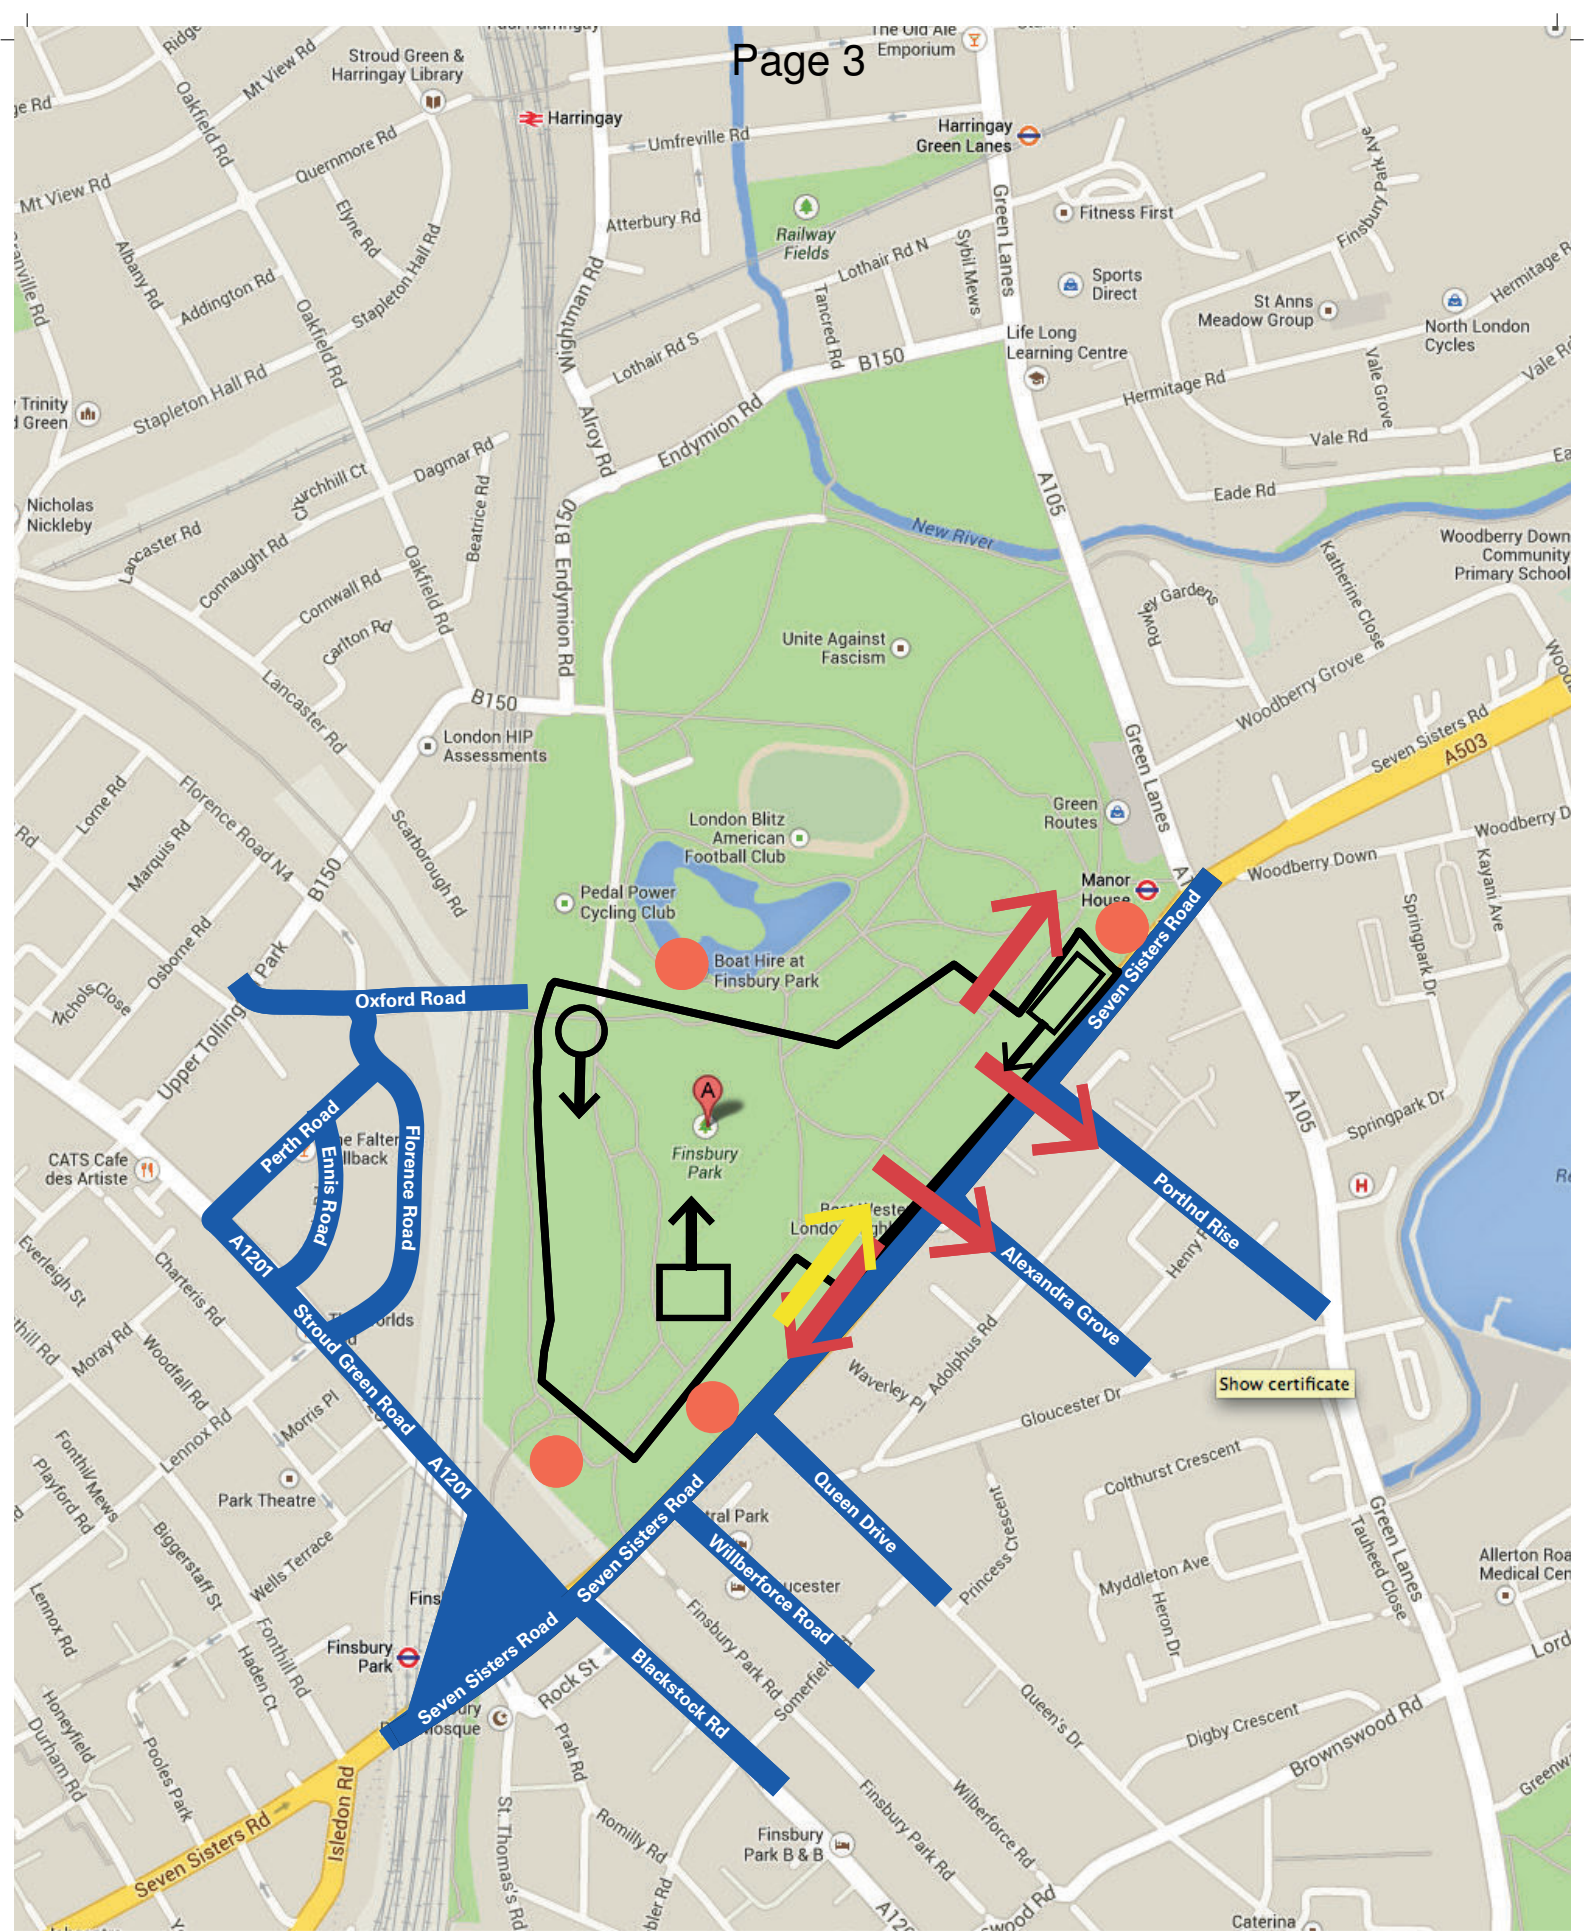 Page 3
The Old Ale
Emporium
Stroud Green &
Harringay Library
Mt View Rd
Oakfield Rd
Harringay
Umfreville Rd
Harringay
Green Lanes
Quernmore Rd
Mt View Rd
Elyne Rd
Atterbury Rd
Railway
Fields
Green Lanes
Fitness First
Finsbury Park Ave
Albany Rd
Addington Rd
Stapleton Hall Rd
Wightman Rd
Lothair Rd N
Sybil Mews
Tancred Rd
Sports
Direct
St Anns
Meadow Group
North London
Cycles
Oakfield Rd
Lothair Rd S
B150
Life Long
Learning Centre
Hermitage Rd
Vale Grove
Vale Rd
Stapleton Hall Rd
Alroy Rd
Endymion Rd
Dagmar Rd
Churchhill Ct
Beatrice Rd
A105
Eade Rd
Nicholas
Nickleby
Lancaster Rd
Connaught Rd
Cornwall Rd
Carlton Rd
Oakfield Rd
B150
Endymion Rd
New River
Woodberry Down
Community
Primary School
Katherine Close
Rowley Gardens
Unite Against
Fascism
Woodberry Grove
Lancaster Rd
B150
London HIP
Assessments
Green Lanes
Seven Sisters Rd
A503
Lorne Rd
Marquis Rd
Florence Road N4
Scarborough Rd
B150
London Blitz
American
Football Club
Green
Routes
Woodberry Down
Kayani Ave
Springpark Dr
Pedal Power
Cycling Club
Manor
House
Osborne Rd
Nichols Close
Boat Hire at
Finsbury Park
Seven Sisters Road
Oxford Road
Upper Tollington
Park
Perth Road
Ennis Road
Florence Road
CATS Cafe
des Artiste
A
Finsbury
Park
A105
Springpark Dr
Portlnd Rise
Henry
Alexandra Grove
A1201
Stroud Green Road
A1201
Everleigh St
Charteris Rd
Moray Rd
Woodfall Rd
Morris Pl
Lennox Rd
Waverley Pl
Adolphus Rd
Show certificate
Gloucester Dr
Fonthill Mews
Playford Rd
Park Theatre
Colthurst Crescent
Biggerstaff St
Wells Terrace
Seven Sisters Road
Queen Drive
Willberforce Road
Princess Crescent
Myddleton Ave
Heron Dr
Green Lanes
Tauheed Close
Lennox Rd
Fonthill Rd
Haden Ct
Finsbury
Park
Seven Sisters Road
Blackstock Rd
Finsbury Park Rd
Rock St
Honeyfield
Durham Rd
Pooles Park
Prah Rd
Queen's Dr
Digby Crescent
Brownswood Rd
Isledon Rd
Seven Sisters Rd
St. Thomas's Rd
Romilly Rd
Finsbury
Park B & B
Finsbury Park Rd
Wilberforce Rd
Caterina